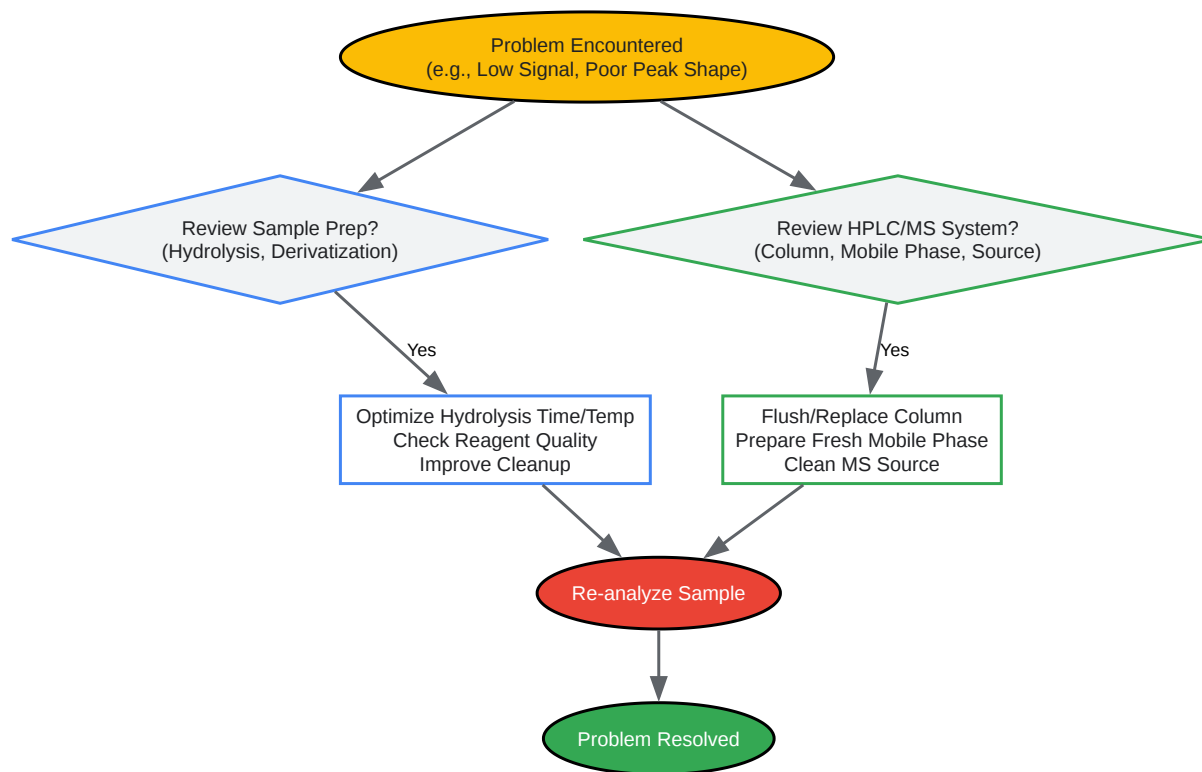 Problem Encountered
(e.g., Low Signal, Poor Peak Shape)
Review Sample Prep?
(Hydrolysis, Derivatization)
Review HPLC/MS System?
(Column, Mobile Phase, Source)
Yes
Yes
Optimize Hydrolysis Time/Temp
Check Reagent Quality
Improve Cleanup
Flush/Replace Column
Prepare Fresh Mobile Phase
Clean MS Source
Re-analyze Sample
Problem Resolved